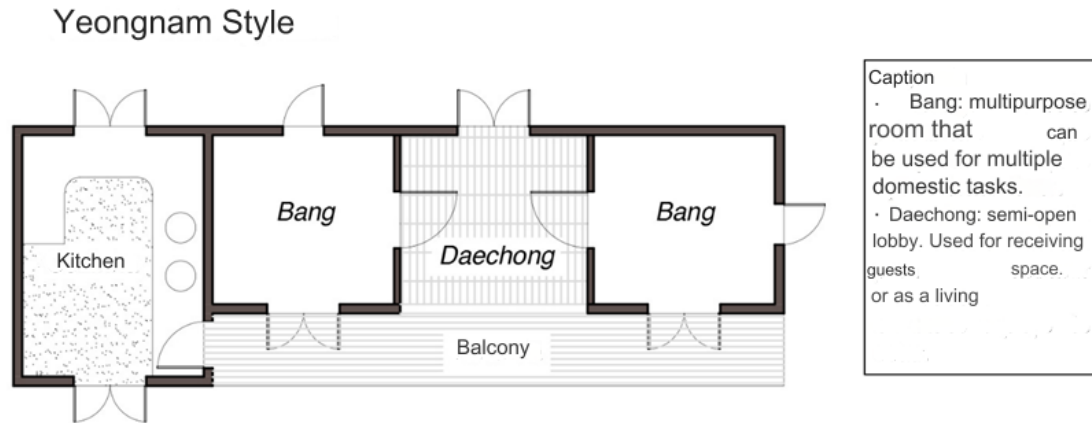 Yeongnam Style
Bang
Daechong
Bang
Kitchen
Balcony
Caption
· Bang: multipurpose
room that can
be used for multiple
domestic tasks.
· Daechong: semi-open
lobby. Used for receiving
guests space.
or as a living